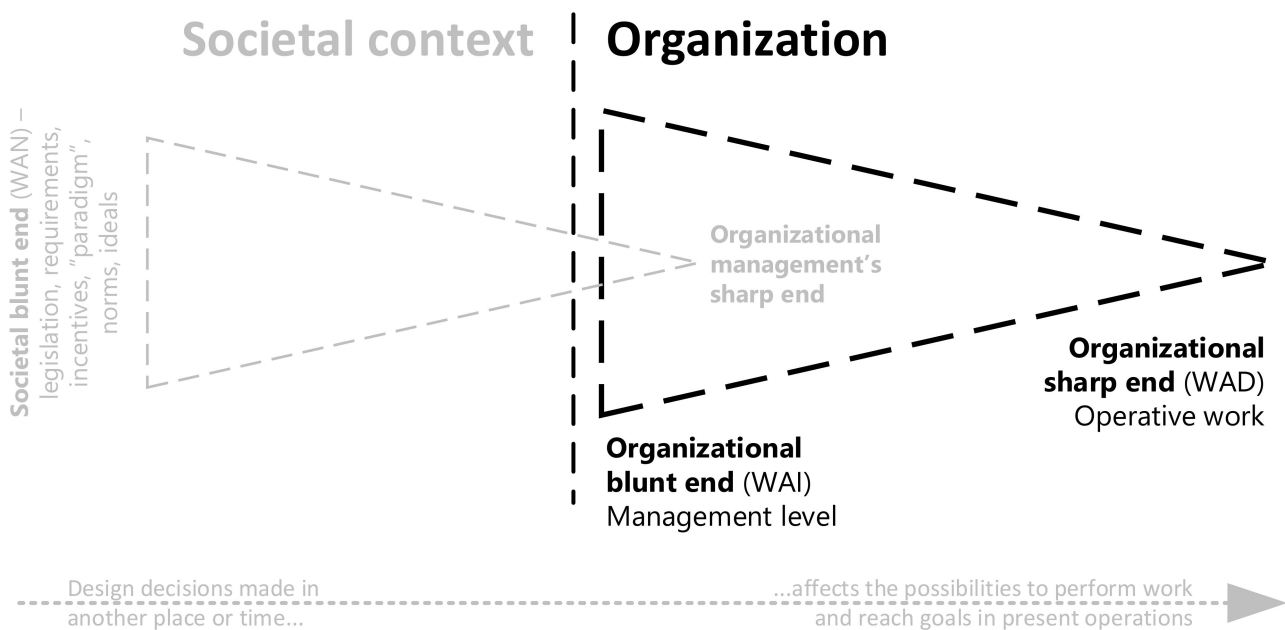 Societal context
Organization
Societal blunt end (WAN) –
legislation, requirements,
incentives, "paradigm",
norms, ideals
Organizational
management's
sharp end
Organizational
sharp end (WAD)
Operative work
Organizational
blunt end (WAI)
Management level
Design decisions made in
another place or time...
...affects the possibilities to perform work
and reach goals in present operations